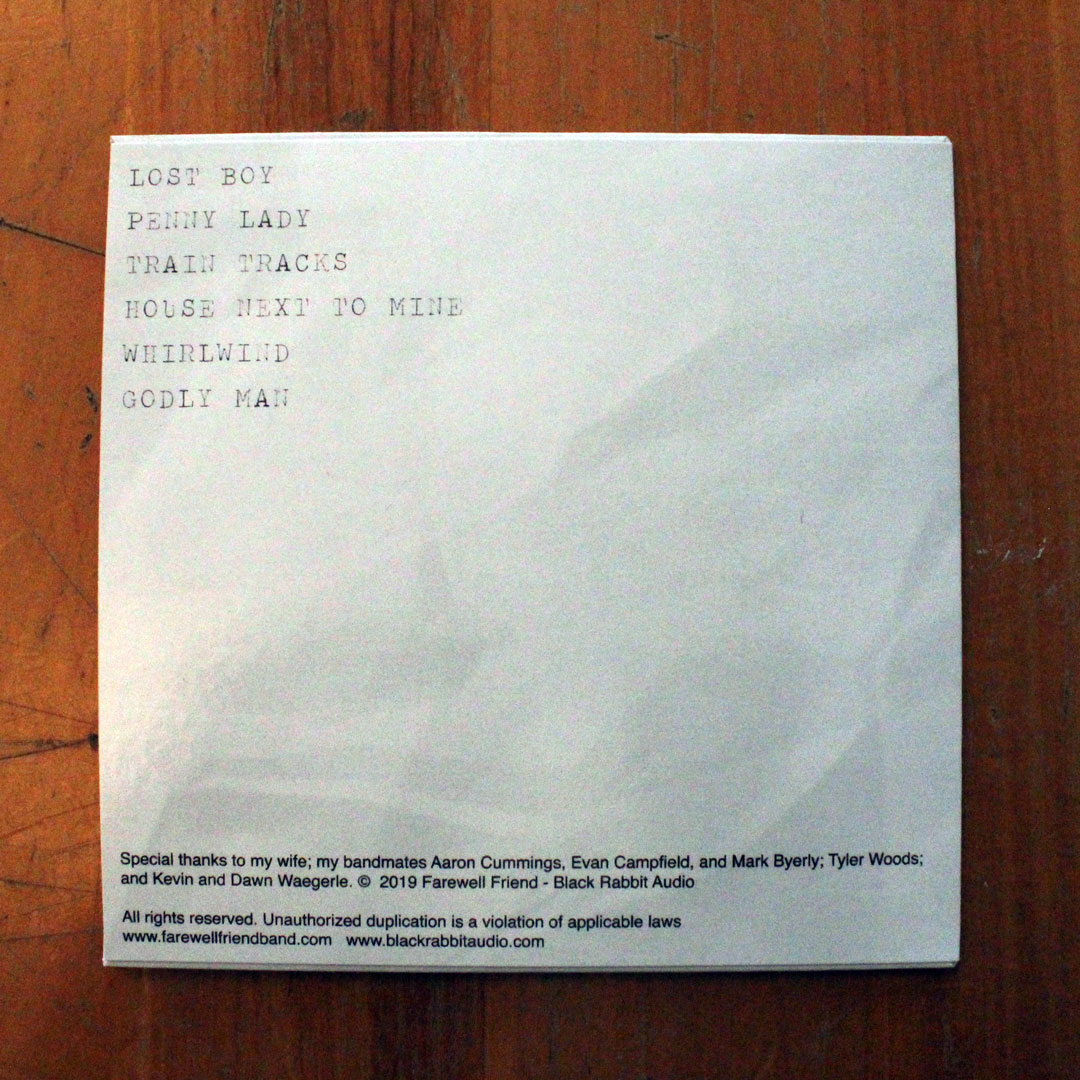 LOST BOY
PENNY LADY
TRAIN TRACKS
HOUSE NEXT TO MINE
WHIRLWIND
GODLY MAN
Special thanks to my wife; my bandmates Aaron Cummings, Evan Campfield, and Mark Byerly; Tyler Woods;
and Kevin and Dawn Waegerle. © 2019 Farewell Friend - Black Rabbit Audio
All rights reserved. Unauthorized duplication is a violation of applicable laws
www.farewellfriendband.com www.blackrabbitaudio.com